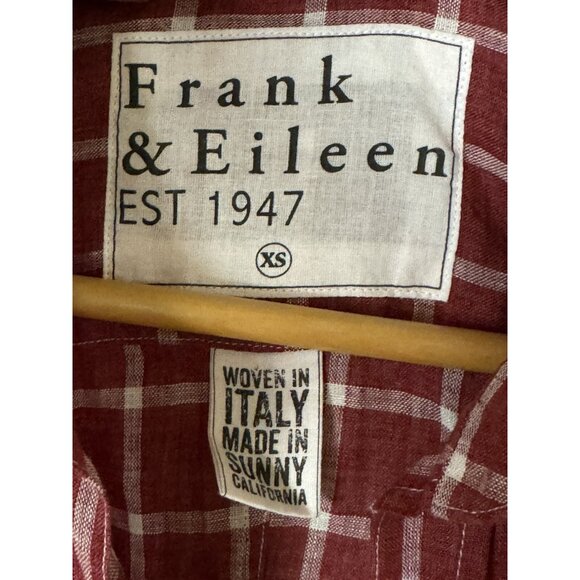 Frank
& Eileen
EST 1947
XS
WOVEN IN
ITALY
MADE IN
SUNNY
CALIFORNIA